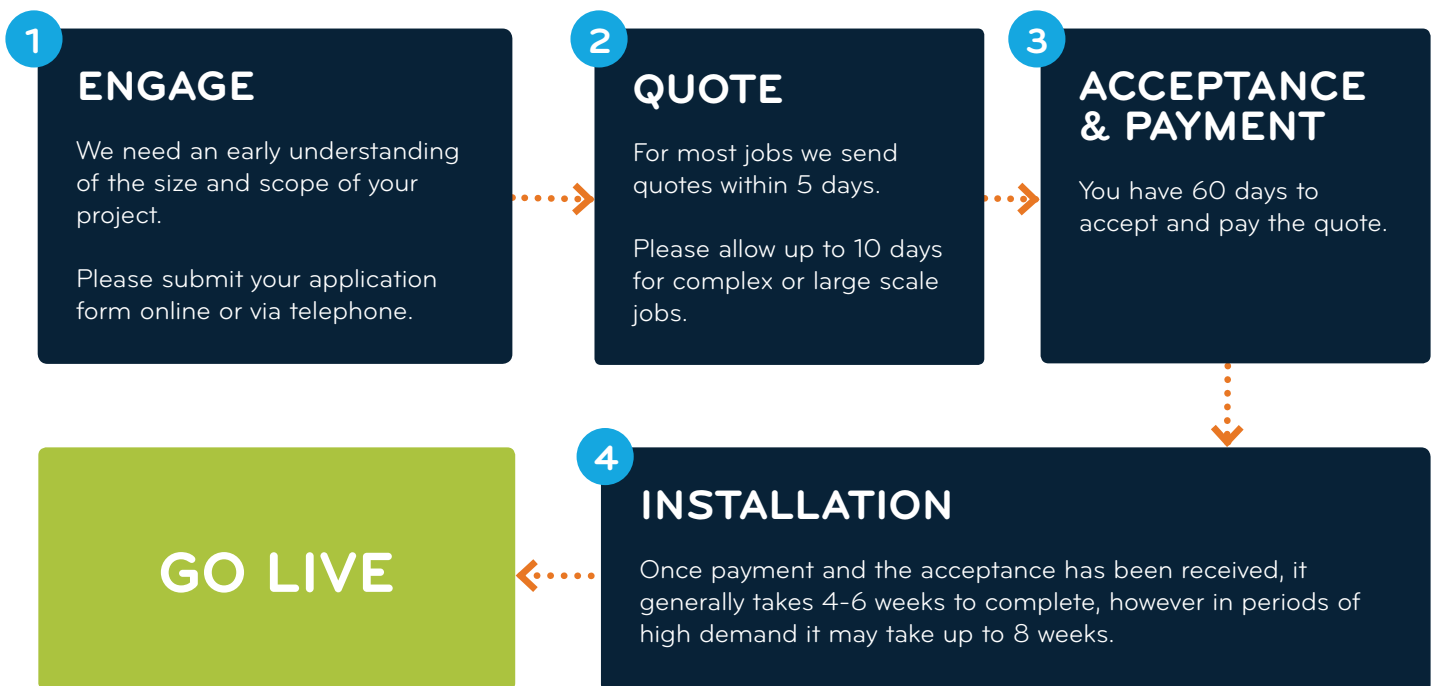 1
ENGAGE
We need an early understanding
of the size and scope of your
project.
Please submit your application
form online or via telephone.
2
QUOTE
For most jobs we send
quotes within 5 days.
Please allow up to 10 days
for complex or large scale
jobs.
3
ACCEPTANCE
& PAYMENT
You have 60 days to
accept and pay the quote.
4
INSTALLATION
Once payment and the acceptance has been received, it
generally takes 4-6 weeks to complete, however in periods of
high demand it may take up to 8 weeks.
GO LIVE